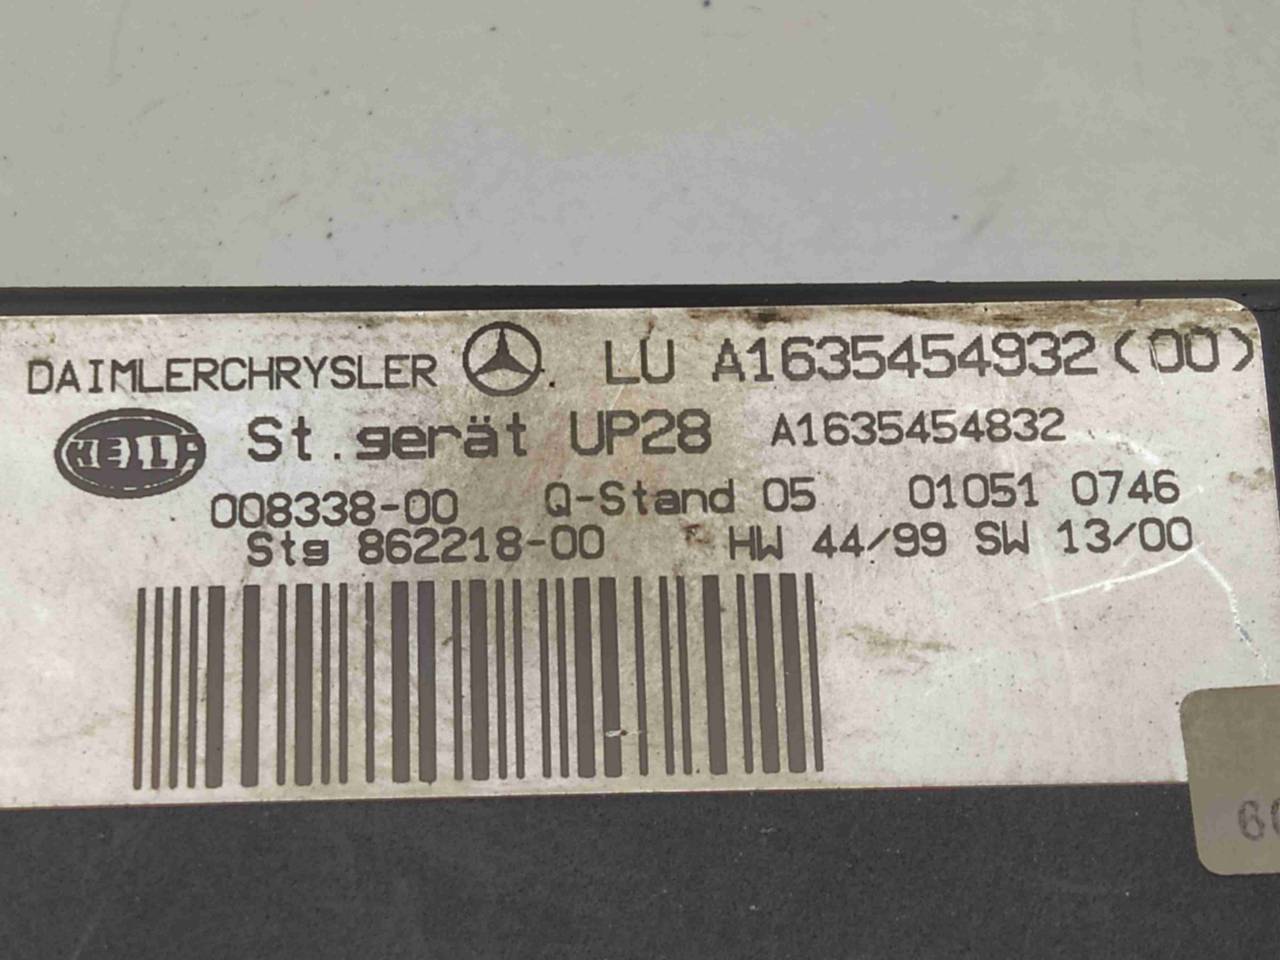 DAIMLERCHRYSLER . LU A1635454932(00)
HELLA St.gerät UP28 A1635454832
008338-00 Q-Stand 05 01051 0746
Stg 862218-00 HW 44/99 SW 13/00